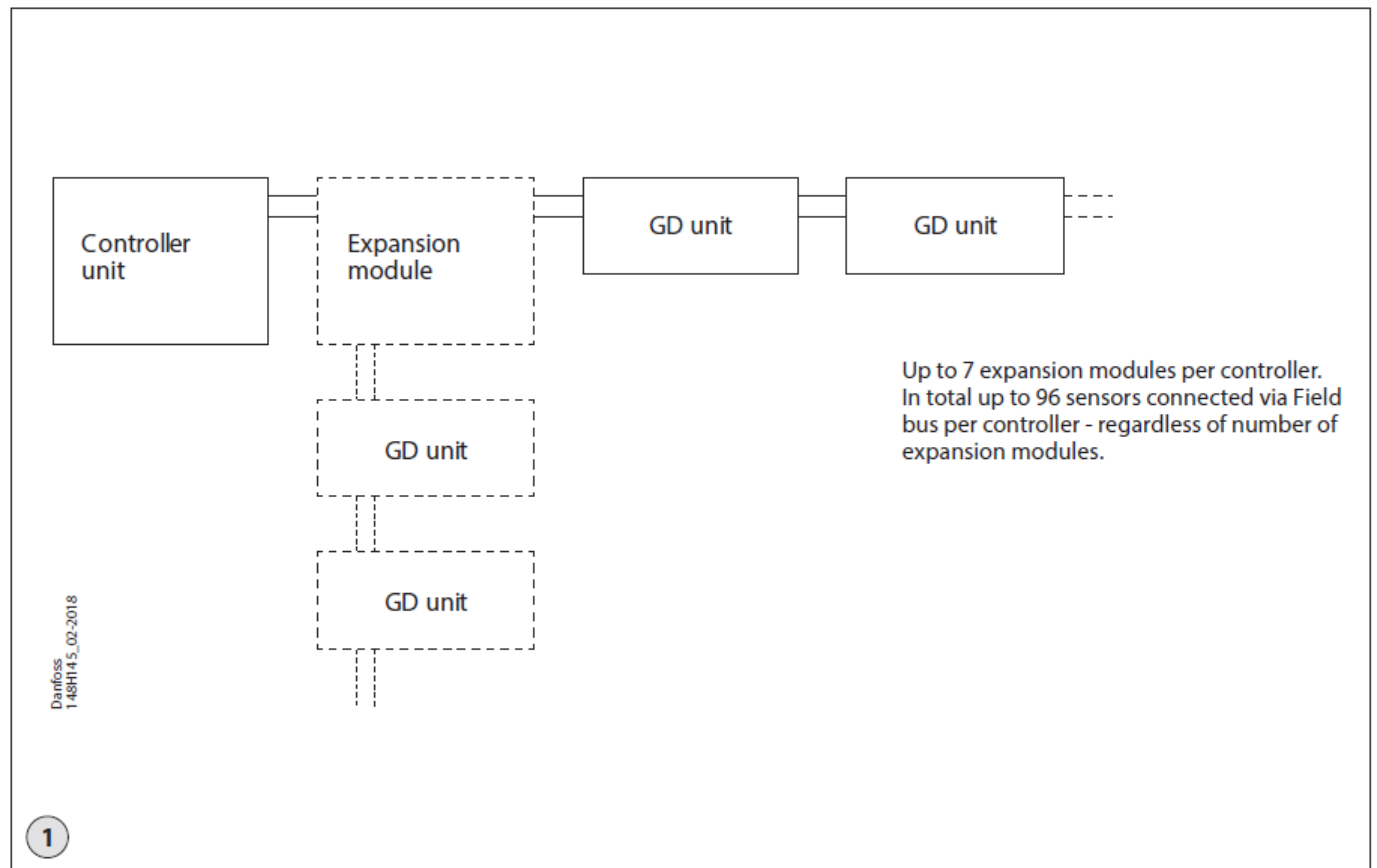 Controller
unit
Expansion
module
GD unit
GD unit
Up to 7 expansion modules per controller.
In total up to 96 sensors connected via Field
bus per controller - regardless of number of
expansion modules.
GD unit
GD unit
Danfoss
148H145_02-2018
1